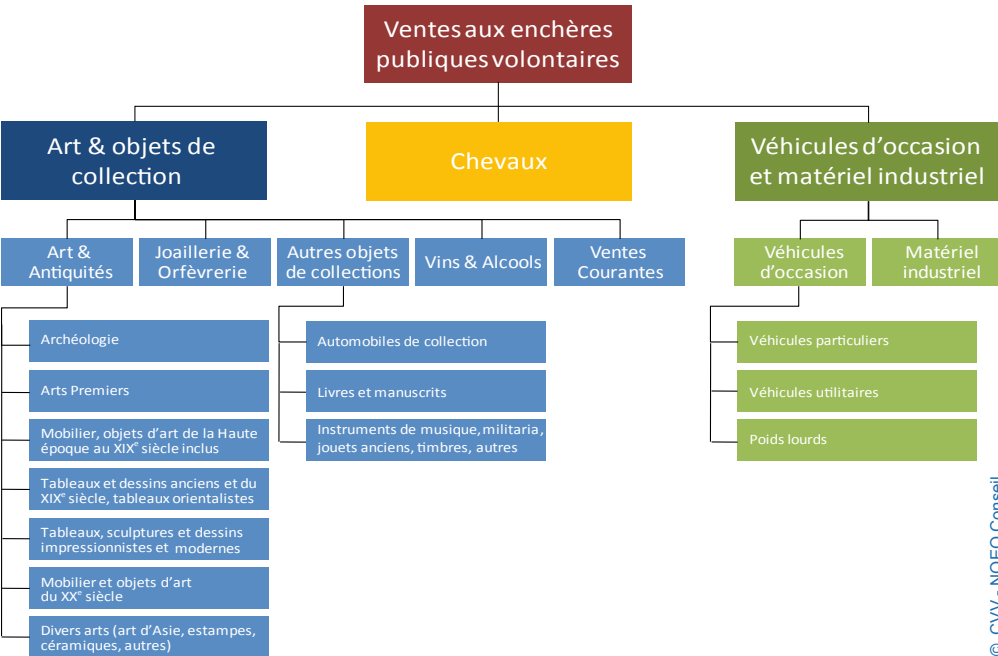 Ventes aux enchères
publiques volontaires
Art & objets de
collection
Chevaux
Véhicules d'occasion
et matériel industriel
Art &
Antiquités
Joaillerie &
Orfèvrerie
Autres objets
de collections
Vins & Alcools
Ventes
Courantes
Véhicules
d'occasion
Matériel
industriel
Archéologie
Arts Premiers
Mobilier, objets d'art de la Haute
époque au XIXe siècle inclus
Tableaux et dessins anciens et du
XIXe siècle, tableaux orientalistes
Tableaux, sculptures et dessins
impressionnistes et modernes
Mobilier et objets d'art
du XXe siècle
Divers arts (art d'Asie, estampes,
céramiques, autres)
Automobiles de collection
Livres et manuscrits
Instruments de musique, militaria,
jouets anciens, timbres, autres
Véhicules particuliers
Véhicules utilitaires
Poids lourds
© CVV - NOEO Conseil